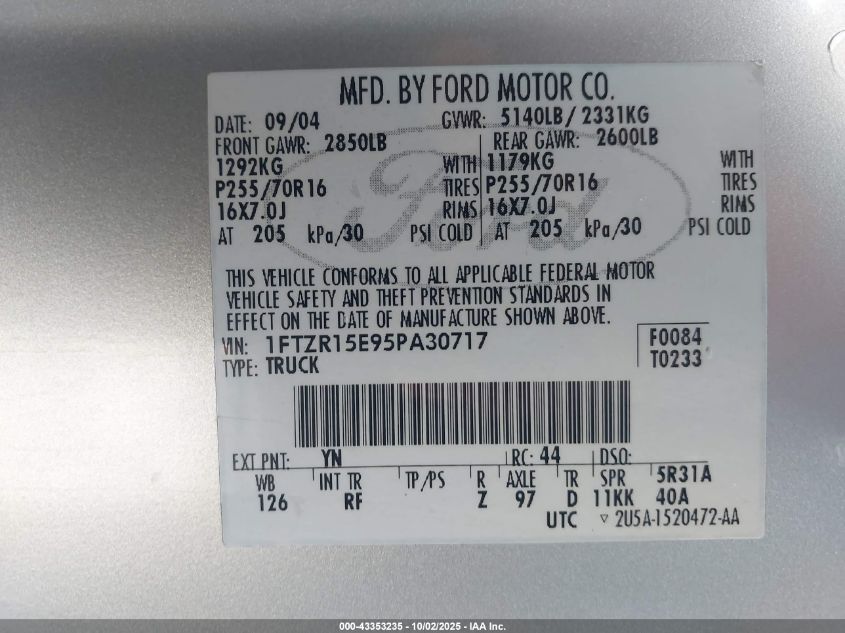 MFD. BY FORD MOTOR CO.
DATE: 09/04 GVWR: 5140LB/ 2331KG
FRONT GAWR: 2850LB REAR GAWR: 2600LB
1292KG WITH 1179KG WITH
P255/70R16 TIRES P255/70R16 TIRES
16X7.0J RIMS 16X7.0J RIMS
AT 205 kPa/30 PSI COLD AT 205 kPa/30 PSI COLD
Ford
THIS VEHICLE CONFORMS TO ALL APPLICABLE FEDERAL MOTOR
VEHICLE SAFETY AND THEFT PREVENTION STANDARDS IN
EFFECT ON THE DATE OF MANUFACTURE SHOWN ABOVE.
VIN: 1FTZR15E95PA30717 F0084
TYPE: TRUCK T0233
EXT PNT: YN RC: 44 DSO:
WB INT TR TP/PS R AXLE TR SPR 5R31A
126 RF Z 97 D 11KK 40A
UTC ▿ 2U5A-1520472-AA
000-43353235 - 10/02/2025 - IAA Inc.